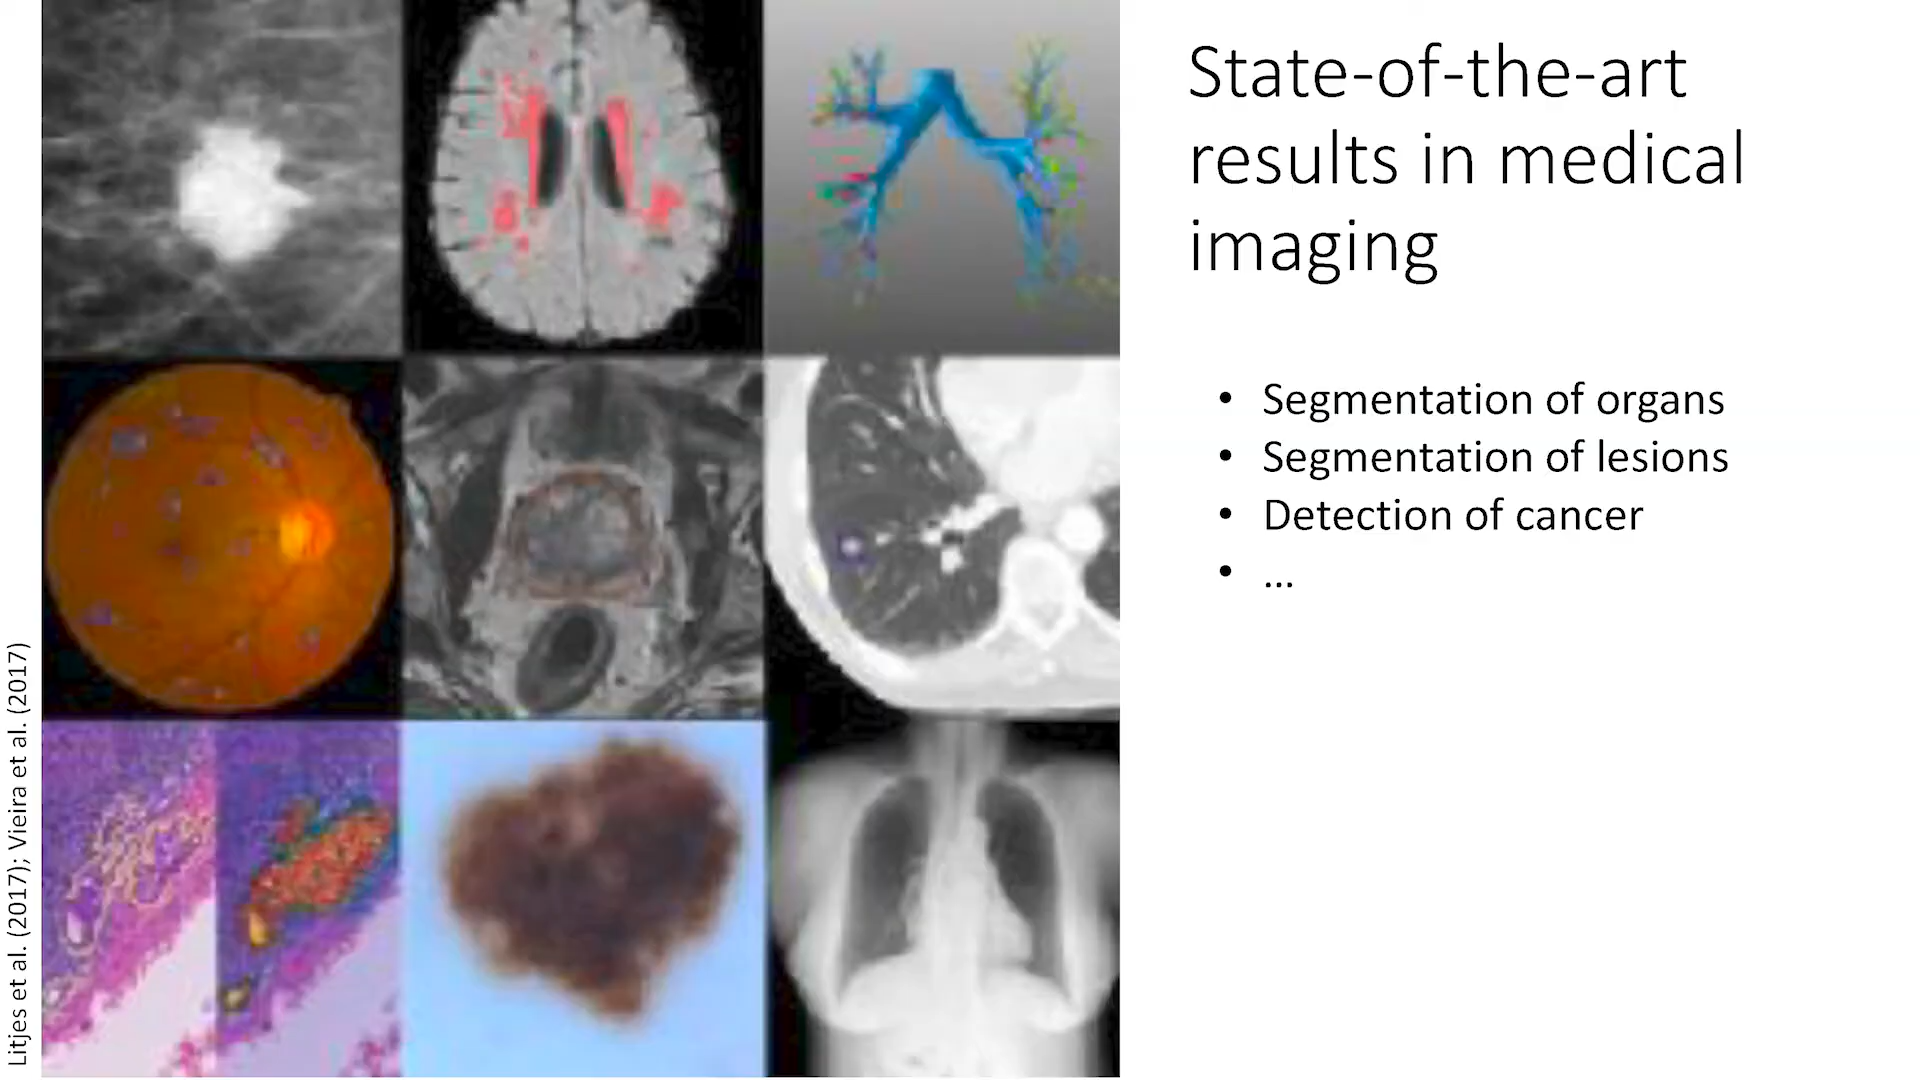 State-of-the-art
results in medical
imaging
• Segmentation of organs
• Segmentation of lesions
• Detection of cancer
• …
Litjes et al. (2017); Vieira et al. (2017)